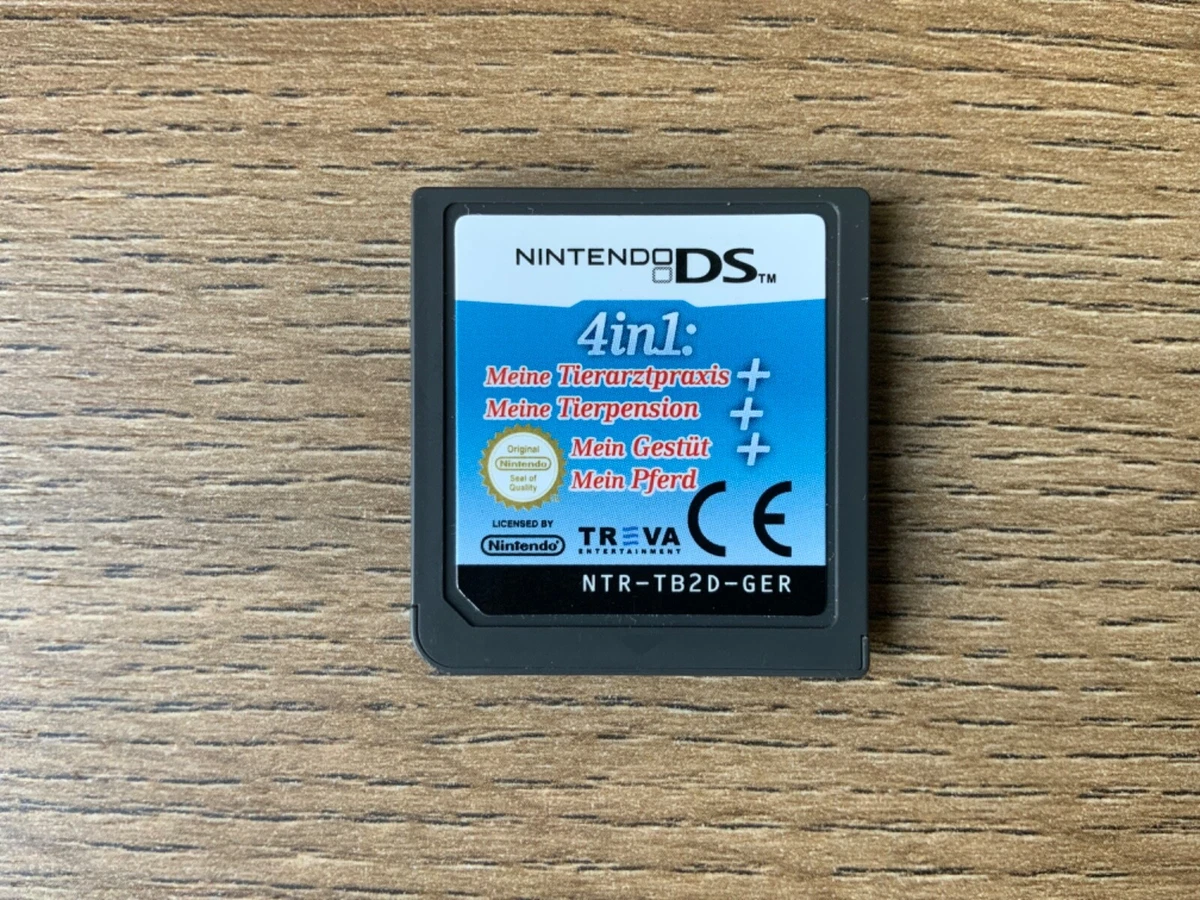 NINTENDO DS™
4in1:
Meine Tierarztpraxis +
Meine Tierpension +
Mein Gestüt +
Mein Pferd
Original
Nintendo
Seal of
Quality
LICENSED BY
Nintendo®
TREVA
ENTERTAINMENT
CE
NTR-TB2D-GER